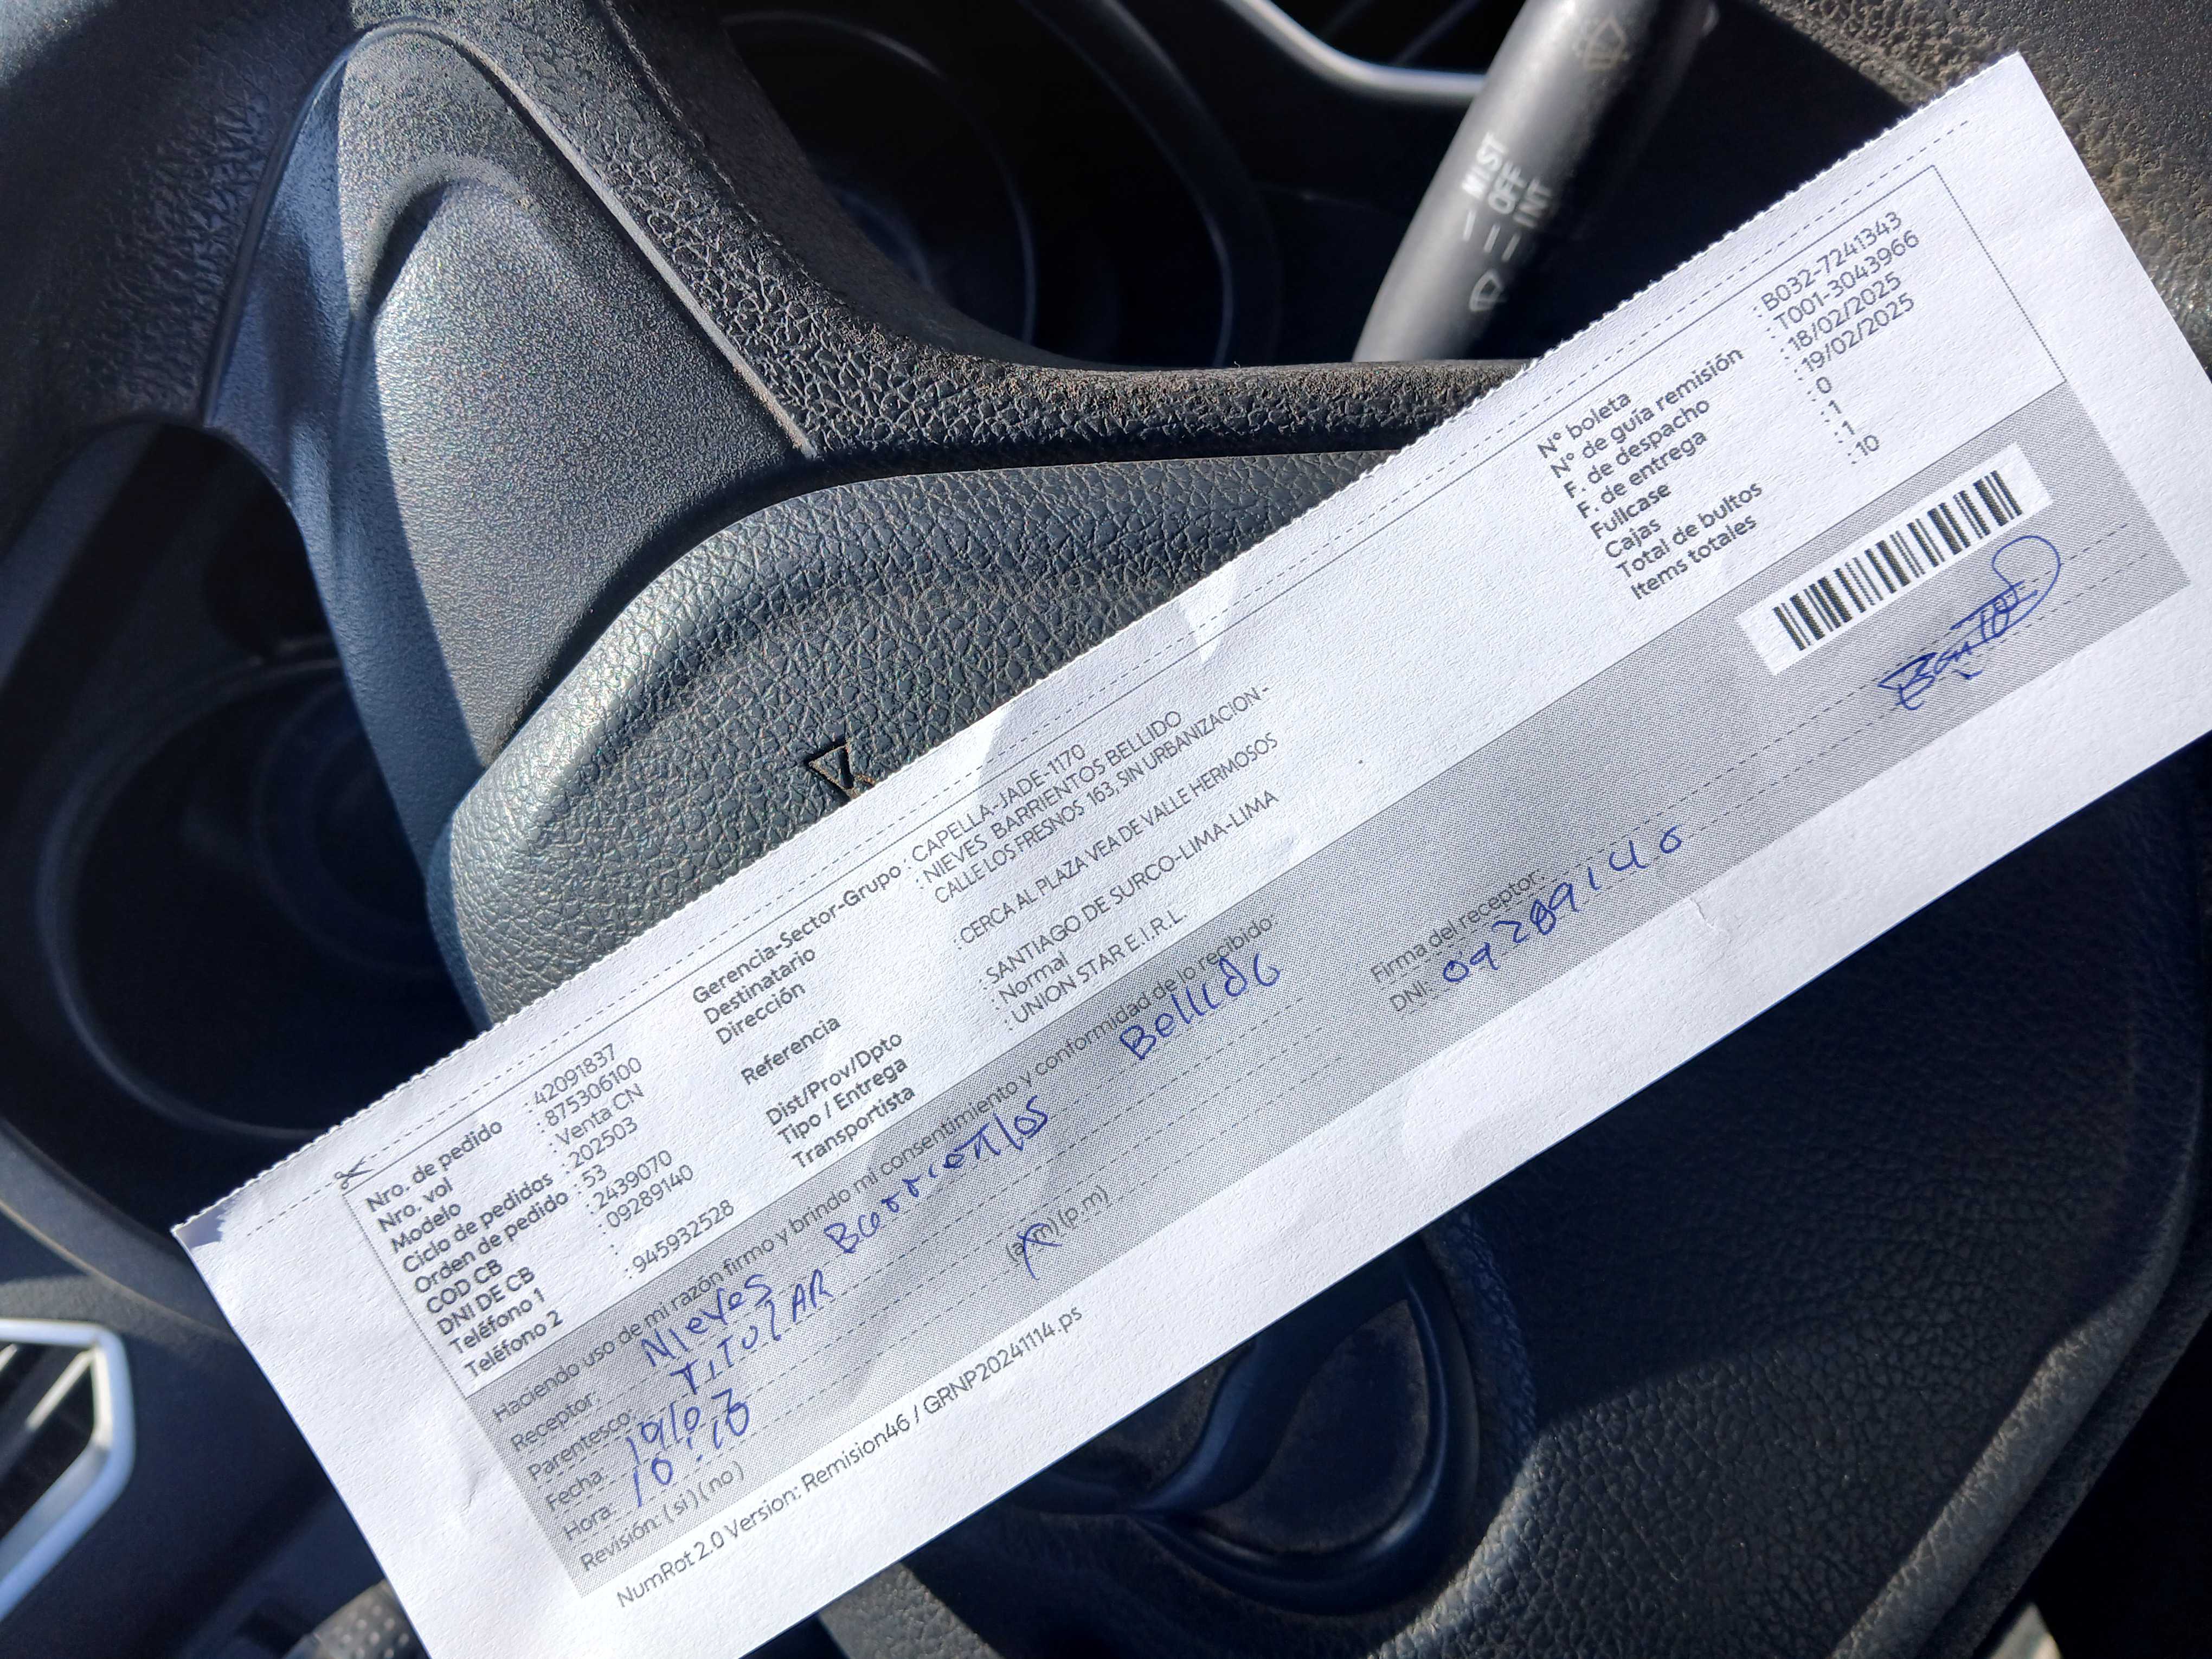 MIST
OFF
INT
Nro. de pedido : 42091837
Nro. vol : 875306100
Modelo : Venta CN
Ciclo de pedidos : 202503
Orden de pedido : 53
COD CB : 2439070
DNI DE CB : 09289140
Teléfono 1
Teléfono 2 : 945932528
Gerencia-Sector-Grupo : CAPELLA-JADE-1170
Destinatario : NIEVES BARRIENTOS BELLIDO
Dirección CALLE LOS FRESNOS 163, SIN URBANIZACION -
Referencia : CERCA AL PLAZA VEA DE VALLE HERMOSOS
Dist/Prov/Dpto : SANTIAGO DE SURCO-LIMA-LIMA
Tipo / Entrega : Normal
Transportista : UNION STAR E.I.R.L.
N° boleta : B032-7241343
N° de guía remisión : T001-3043966
F. de despacho : 18/02/2025
F. de entrega : 19/02/2025
Fullcase : 0
Cajas : 1
Total de bultos : 1
Items totales : 10
Haciendo uso de mi razón firmo y brindo mi consentimiento y conformidad de lo recibido:
Receptor: Nieves Barrientos Bellido
Parentesco: TITULAR
Fecha: 19/02
Hora: 10:10 (a.m) (p.m)
Revisión: ( si ) ( no )
Firma del receptor:
DNI: 09289140
NumRot 2.0 Version: Remision46 / GRNP20241114.ps